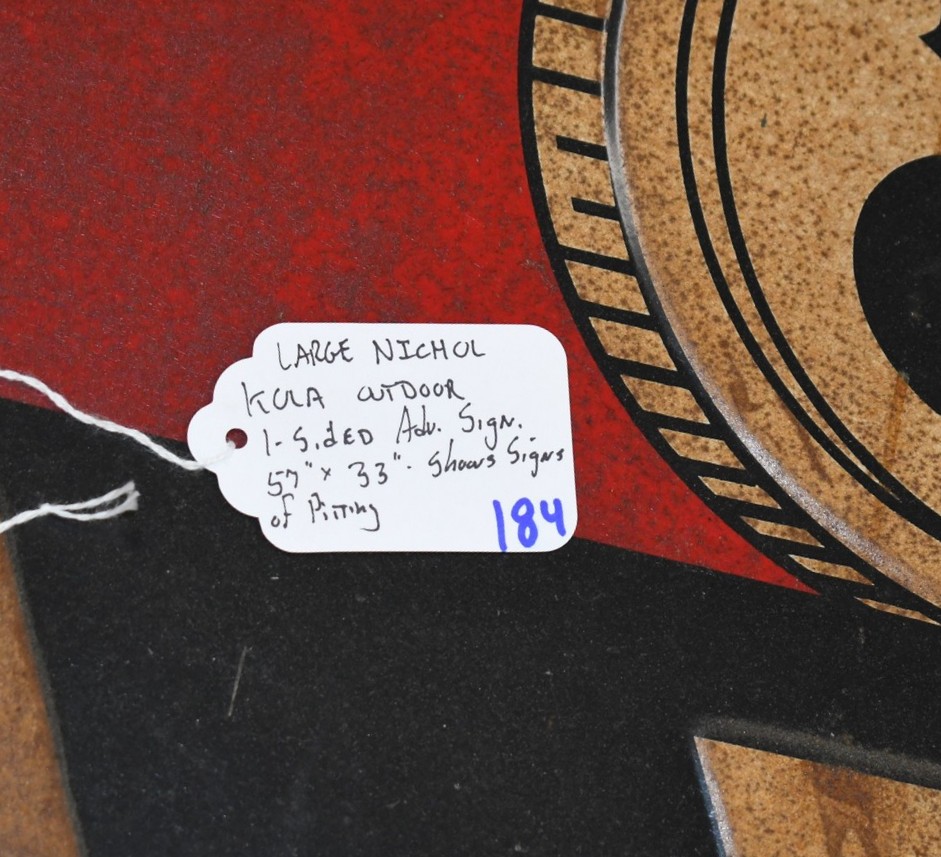 LARGE NICHOL
KOLA OUTDOOR
1-SidED Adv. Sign.
57" x 33". Shows Signs
of PiTTing
184